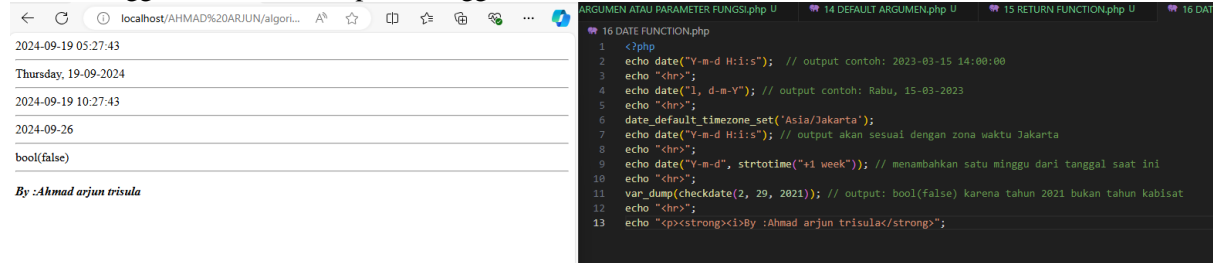 localhost/AHMAD%20ARJUN/algori...
2024-09-19 05:27:43
Thursday, 19-09-2024
2024-09-19 10:27:43
2024-09-26
bool(false)
By :Ahmad arjun trisula
ARGUMEN ATAU PARAMETER FUNGSI.php U
14 DEFAULT ARGUMEN.php U
15 RETURN FUNCTION.php U
16 DAT
16 DATE FUNCTION.php
1 <?php
2 echo date("Y-m-d H:i:s"); // output contoh: 2023-03-15 14:00:00
3 echo "<hr>";
4 echo date("l, d-m-Y"); // output contoh: Rabu, 15-03-2023
5 echo "<hr>";
6 date_default_timezone_set('Asia/Jakarta');
7 echo date("Y-m-d H:i:s"); // output akan sesuai dengan zona waktu Jakarta
8 echo "<hr>";
9 echo date("Y-m-d", strtotime("+1 week")); // menambahkan satu minggu dari tanggal saat ini
10 echo "<hr>";
11 var_dump(checkdate(2, 29, 2021)); // output: bool(false) karena tahun 2021 bukan tahun kabisat
12 echo "<hr>";
13 echo "<p><strong><i>By :Ahmad arjun trisula</strong>";